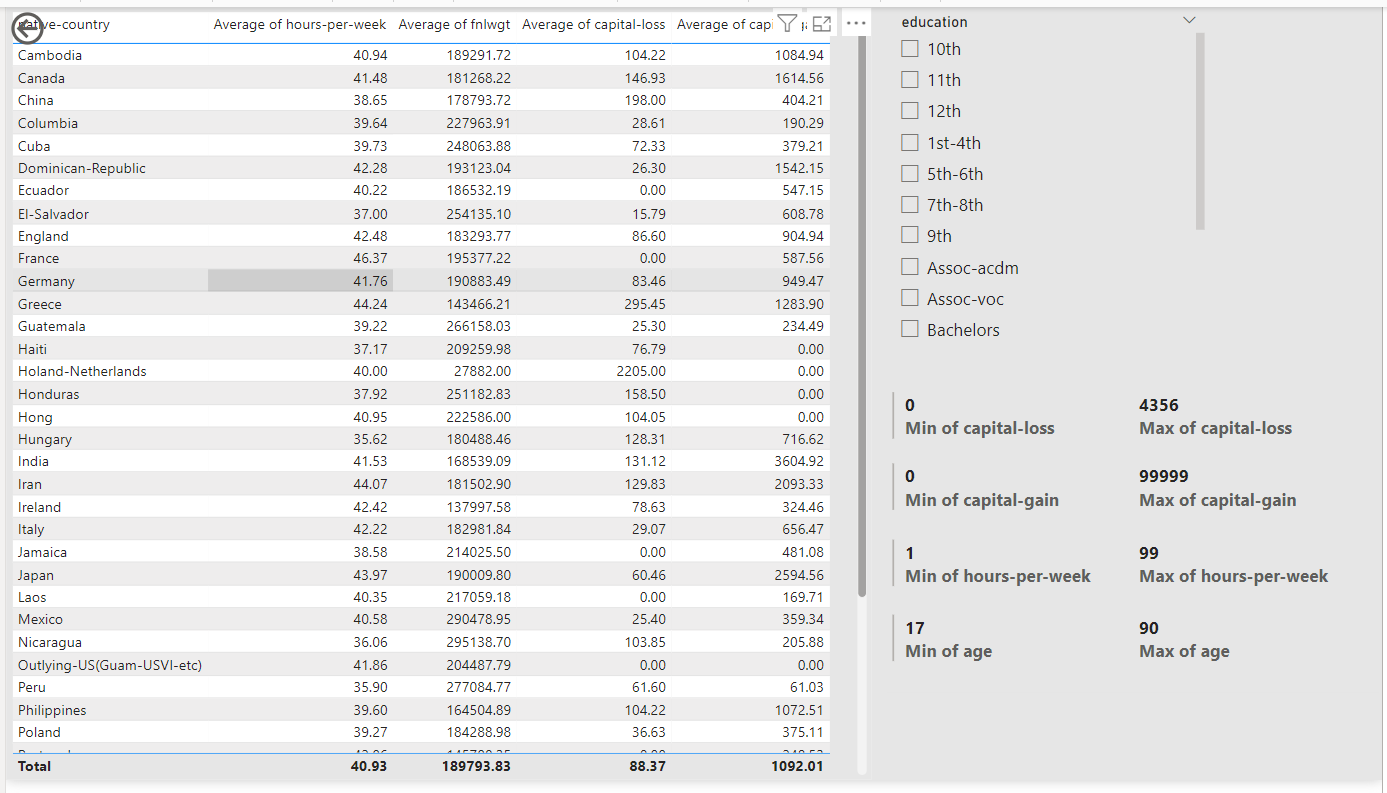 native-country Average of hours-per-week Average of fnlwgt Average of capital-loss Average of
Cambodia 40.94 189291.72 104.22 1084.94
Canada 41.48 181268.22 146.93 1614.56
China 38.65 178793.72 198.00 404.21
Columbia 39.64 227963.91 28.61 190.29
Cuba 39.73 248063.88 72.33 379.21
Dominican-Republic 42.28 193123.04 26.30 1542.15
Ecuador 40.22 186532.19 0.00 547.15
El-Salvador 37.00 254135.10 15.79 608.78
England 42.48 183293.77 86.60 904.94
France 46.37 195377.22 0.00 587.56
Germany 41.76 190883.49 83.46 949.47
Greece 44.24 143466.21 295.45 1283.90
Guatemala 39.22 266158.03 25.30 234.49
Haiti 37.17 209259.98 76.79 0.00
Holand-Netherlands 40.00 27882.00 2205.00 0.00
Honduras 37.92 251182.83 158.50 0.00
Hong 40.95 222586.00 104.05 0.00
Hungary 35.62 180488.46 128.31 716.62
India 41.53 168539.09 131.12 3604.92
Iran 44.07 181502.90 129.83 2093.33
Ireland 42.42 137997.58 78.63 324.46
Italy 42.22 182981.84 29.07 656.47
Jamaica 38.58 214025.50 0.00 481.08
Japan 43.97 190009.80 60.46 2594.56
Laos 40.35 217059.18 0.00 169.71
Mexico 40.58 290478.95 25.40 359.34
Nicaragua 36.06 295138.70 103.85 205.88
Outlying-US(Guam-USVI-etc) 41.86 204487.79 0.00 0.00
Peru 35.90 277084.77 61.60 61.03
Philippines 39.60 164504.89 104.22 1072.51
Poland 39.27 184288.98 36.63 375.11
Total 40.93 189793.83 88.37 1092.01
education
10th
11th
12th
1st-4th
5th-6th
7th-8th
9th
Assoc-acdm
Assoc-voc
Bachelors
0 4356
Min of capital-loss Max of capital-loss
0 99999
Min of capital-gain Max of capital-gain
1 99
Min of hours-per-week Max of hours-per-week
17 90
Min of age Max of age